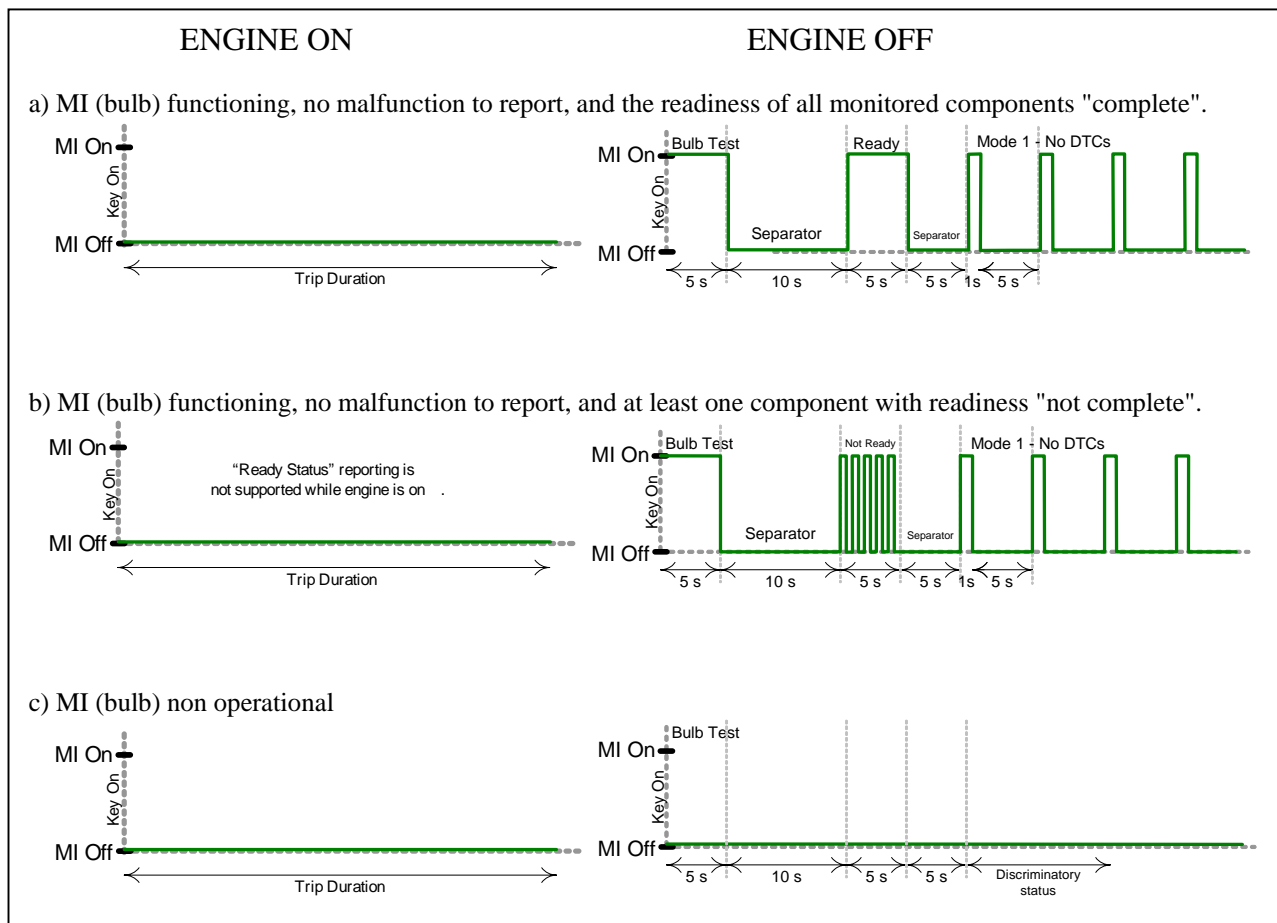 ENGINE ON
ENGINE OFF
a) MI (bulb) functioning, no malfunction to report, and the readiness of all monitored components "complete".
MI On
Key On
MI Off
Trip Duration
Bulb Test
Ready
Mode 1 - No DTCs
MI On
Key On
Separator
Separator
MI Off
5 s
10 s
5 s
5 s
1s
5 s
b) MI (bulb) functioning, no malfunction to report, and at least one component with readiness "not complete".
MI On
Key On
“Ready Status” reporting is
not supported while engine is on .
MI Off
Trip Duration
Bulb Test
Not Ready
Mode 1 - No DTCs
MI On
Key On
Separator
Separator
MI Off
5 s
10 s
5 s
5 s
1s
5 s
c) MI (bulb) non operational
MI On
Key On
MI Off
Trip Duration
Bulb Test
MI On
Key On
MI Off
5 s
10 s
5 s
5 s
Discriminatory
status